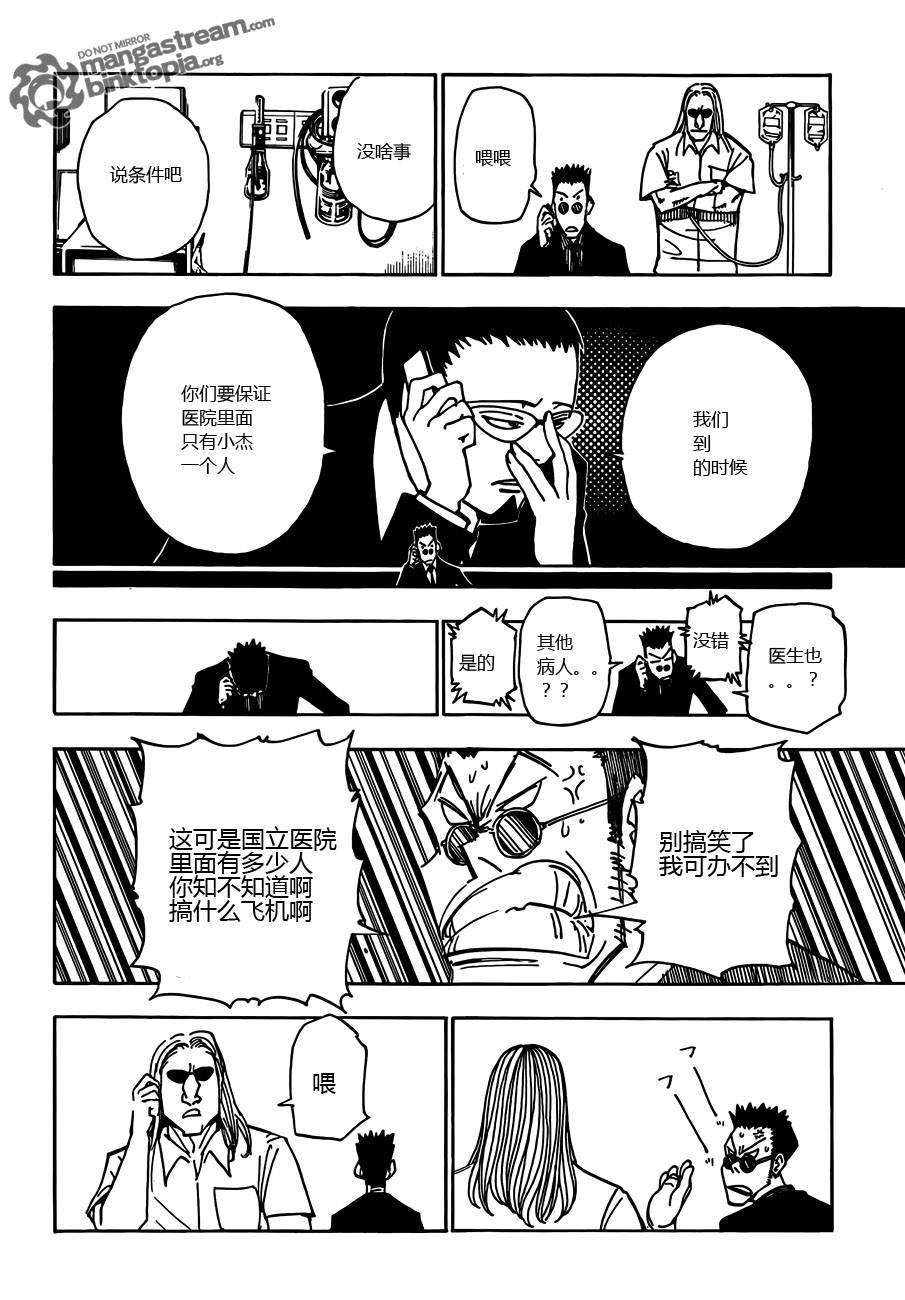 DO NOT MIRROR
mangastream.com
binktopia.org
喂喂
没啥事
说条件吧
我们
到
的时候
你们要保证
医院里面
只有小杰
一个人
医生也
。。？
没错
其他
病人。。
？？
是的
别搞笑了
我可办不到
这可是国立医院
里面有多少人
你知不知道啊
搞什么飞机啊
フ
フ
喂